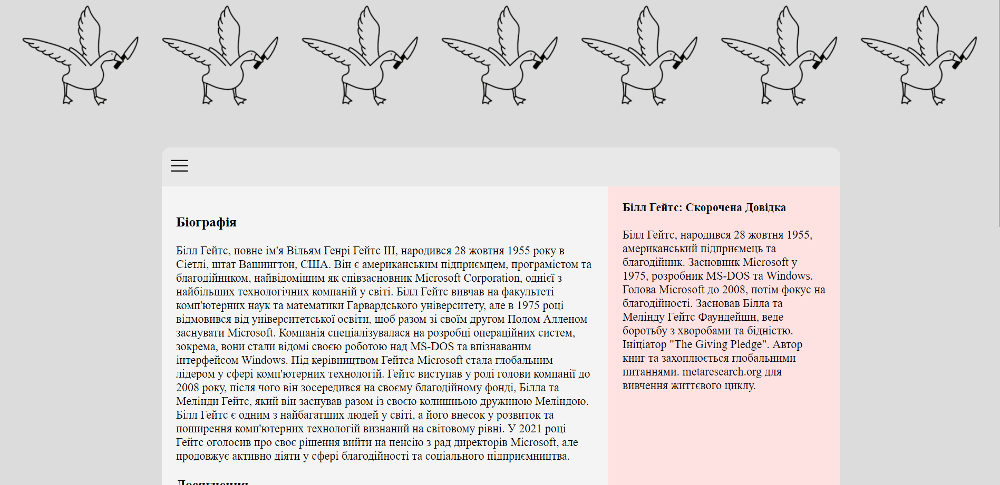 Біографія
Білл Гейтс, повне ім'я Вільям Генрі Гейтс III, народився 28 жовтня 1955 року в
Сіетлі, штат Вашингтон, США. Він є американським підприємцем, програмістом та
благодійником, найвідомішим як співзасновник Microsoft Corporation, однієї з
найбільших технологічних компаній у світі. Білл Гейтс вивчав на факультеті
комп'ютерних наук та математики Гарвардського університету, але в 1975 році
відмовився від університетської освіти, щоб разом зі своїм другом Полом Алленом
заснувати Microsoft. Компанія спеціалізувалася на розробці операційних систем,
зокрема, вони стали відомі своєю роботою над MS-DOS та впізнаваним
інтерфейсом Windows. Під керівництвом Гейтса Microsoft стала глобальним
лідером у сфері комп'ютерних технологій. Гейтс виступав у ролі голови компанії до
2008 року, після чого він зосередився на своєму благодійному фонді, Білла та
Мелінди Гейтс, який він заснував разом із своєю колишньою дружиною Меліндою.
Білл Гейтс є одним з найбагатших людей у світі, а його внесок у розвиток та
поширення комп'ютерних технологій визнаний на світовому рівні. У 2021 році
Гейтс оголосив про своє рішення вийти на пенсію з рад директорів Microsoft, але
продовжує активно діяти у сфері благодійності та соціального підприємництва.
Досягнення
Білл Гейтс: Скорочена Довідка
Білл Гейтс, народився 28 жовтня 1955,
американський підприємець та
благодійник. Засновник Microsoft у
1975, розробник MS-DOS та Windows.
Голова Microsoft до 2008, потім фокус на
благодійності. Засновав Білла та
Мелінду Гейтс Фаундейшн, веде
боротьбу з хворобами та бідністю.
Ініціатор "The Giving Pledge". Автор
книг та захоплюється глобальними
питаннями. metaresearch.org для
вивчення життєвого циклу.